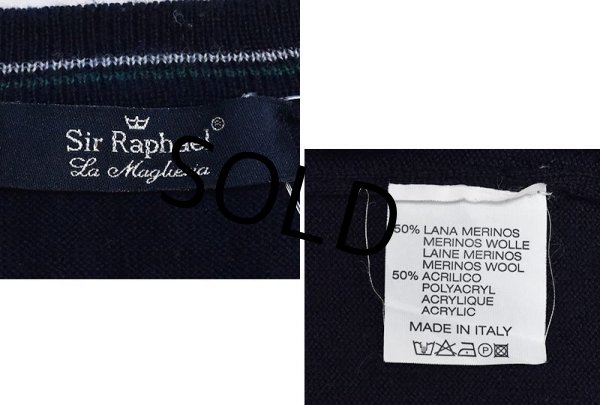 Sir Raphael®
La Maglieria
SOLD
50% LANA MERINOS
MERINOS WOLLE
LAINE MERINOS
MERINOS WOOL
50% ACRILICO
POLYACRYL
ACRYLIQUE
ACRYLIC
MADE IN ITALY
P